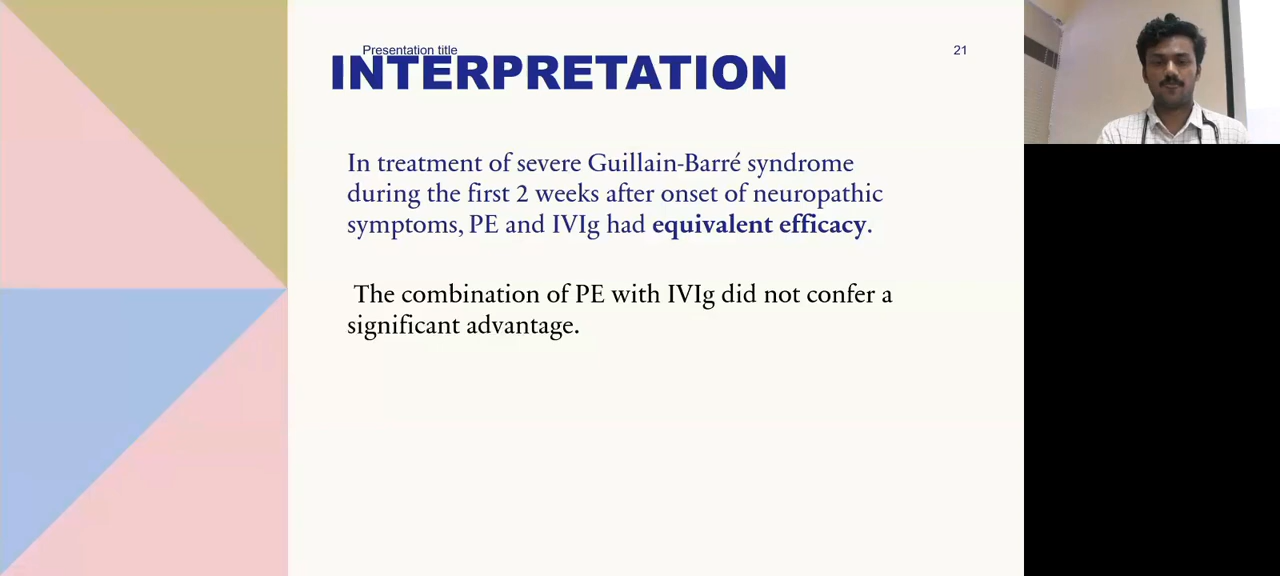 Presentation title
21
INTERPRETATION
In treatment of severe Guillain-Barré syndrome
during the first 2 weeks after onset of neuropathic
symptoms, PE and IVIg had equivalent efficacy.
The combination of PE with IVIg did not confer a
significant advantage.